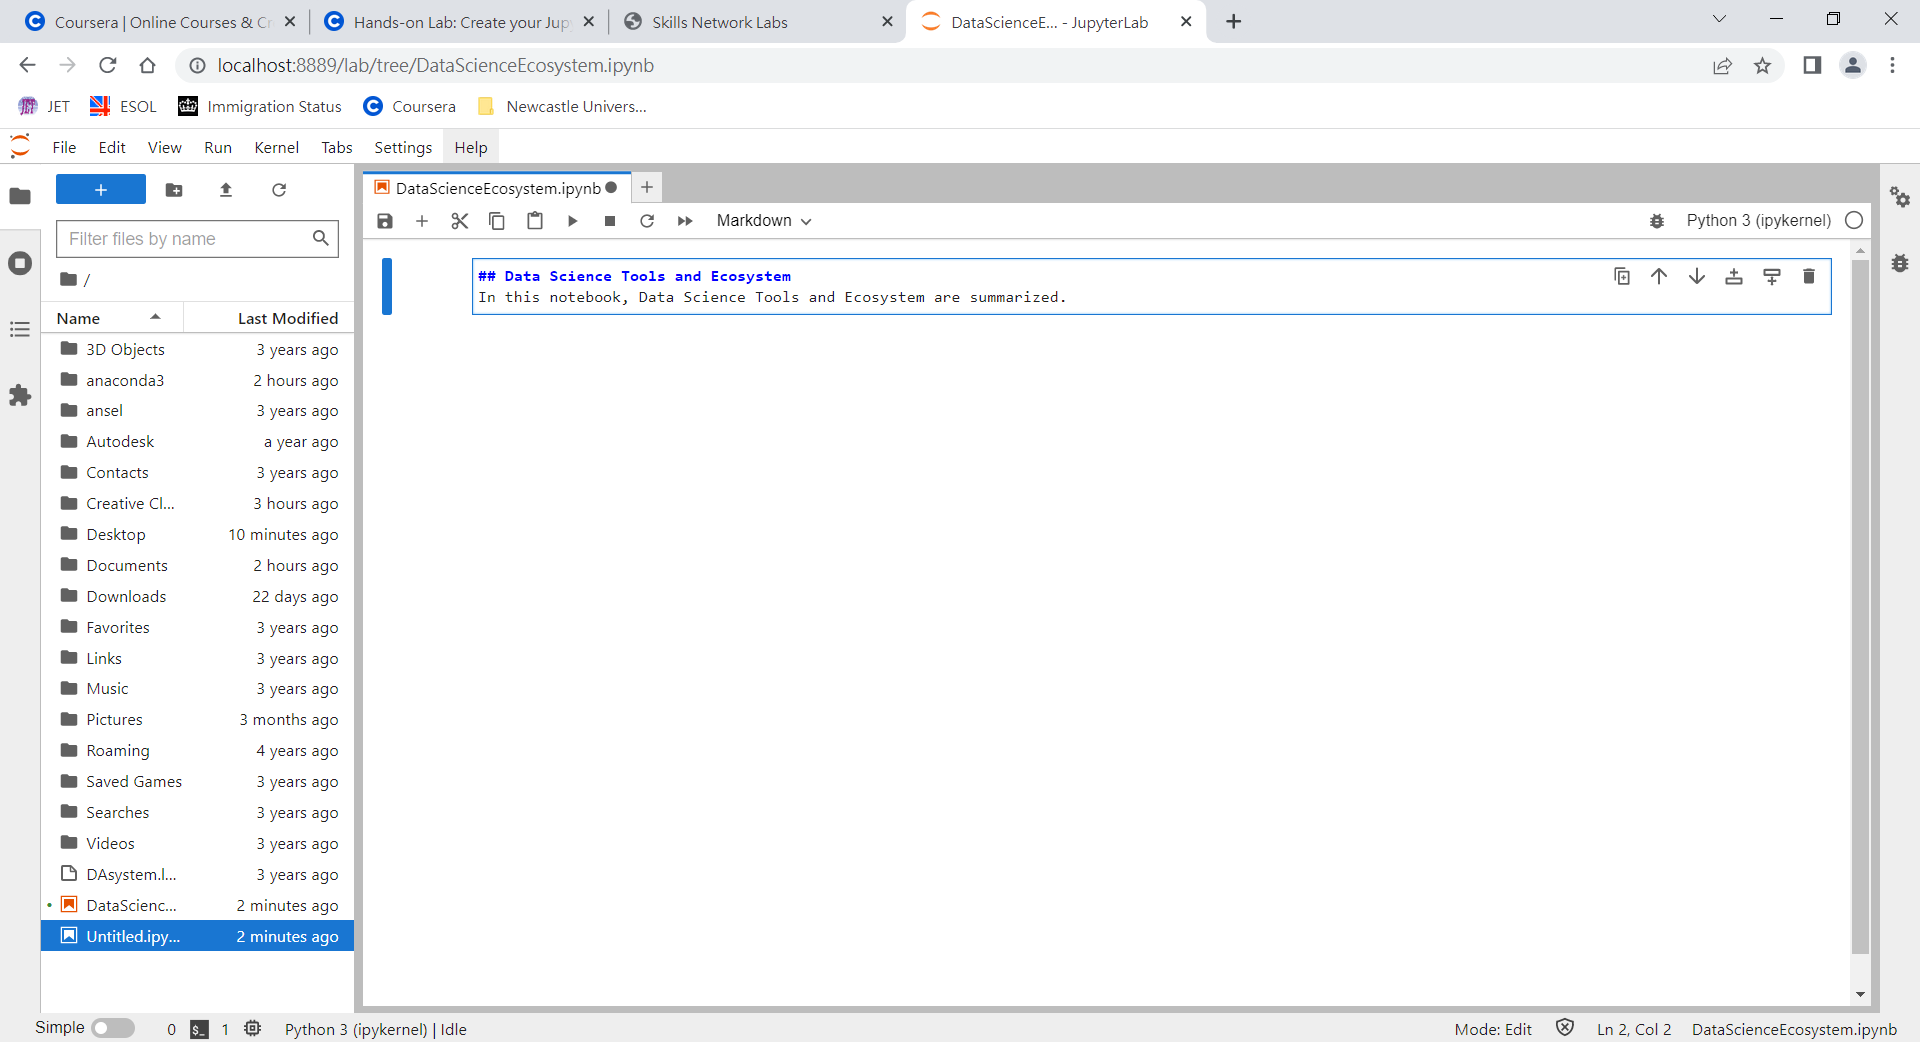 Coursera | Online Courses & Cr
Hands-on Lab: Create your Jup
Skills Network Labs
DataScienceE... - JupyterLab
localhost:8889/lab/tree/DataScienceEcosystem.ipynb
JET
ESOL
Immigration Status
Coursera
Newcastle Univers...
File Edit View Run Kernel Tabs Settings Help
DataScienceEcosystem.ipynb
Filter files by name
Markdown
Python 3 (ipykernel)
/
Name Last Modified
3D Objects 3 years ago
anaconda3 2 hours ago
ansel 3 years ago
Autodesk a year ago
Contacts 3 years ago
Creative Cl... 3 hours ago
Desktop 10 minutes ago
Documents 2 hours ago
Downloads 22 days ago
Favorites 3 years ago
Links 3 years ago
Music 3 years ago
Pictures 3 months ago
Roaming 4 years ago
Saved Games 3 years ago
Searches 3 years ago
Videos 3 years ago
DAsystem.l... 3 years ago
DataScienc... 2 minutes ago
Untitled.ipy... 2 minutes ago
## Data Science Tools and Ecosystem
In this notebook, Data Science Tools and Ecosystem are summarized.
Simple 0 $_ 1 Python 3 (ipykernel) | Idle
Mode: Edit Ln 2, Col 2 DataScienceEcosystem.ipynb